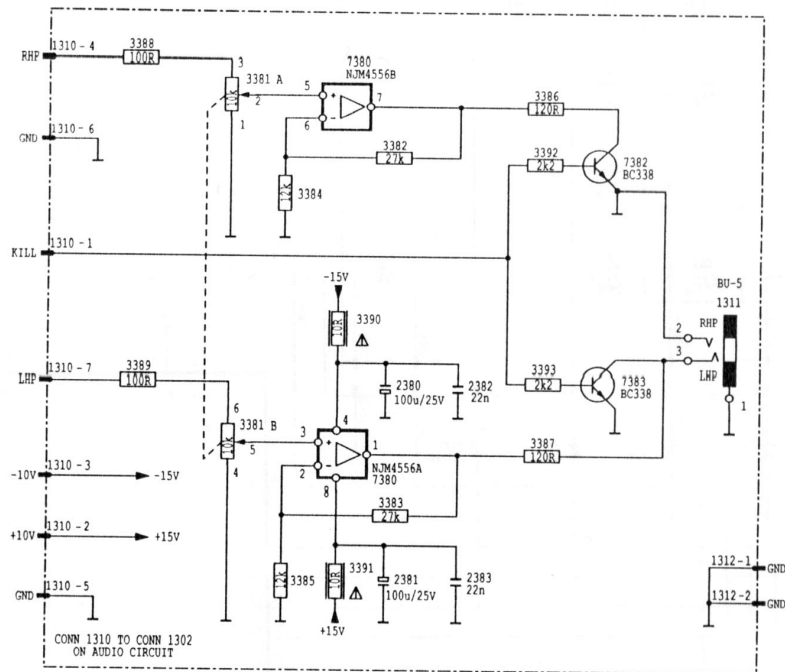 RHP
1310-4
3388
100R
3
3381 A
10k
2
1
7380
NJM4556B
5
+
6
-
7
3386
120R
GND
1310-6
3382
27k
12k
3384
3392
2k2
7382
BC338
KILL
1310-1
-15V
10R
3390
BU-5
1311
2
RHP
3
LHP
1
LHP
1310-7
3389
100R
6
3381 B
10k
5
4
2380
100u/25V
2382
22n
3393
2k2
7383
BC338
4
3
+
2
-
1
8
NJM4556A
7380
3387
120R
-10V
1310-3
-15V
3383
27k
+10V
1310-2
+15V
12k
3385
10R
3391
2381
100u/25V
2383
22n
+15V
GND
1310-5
1312-1
GND
1312-2
GND
CONN 1310 TO CONN 1302
ON AUDIO CIRCUIT